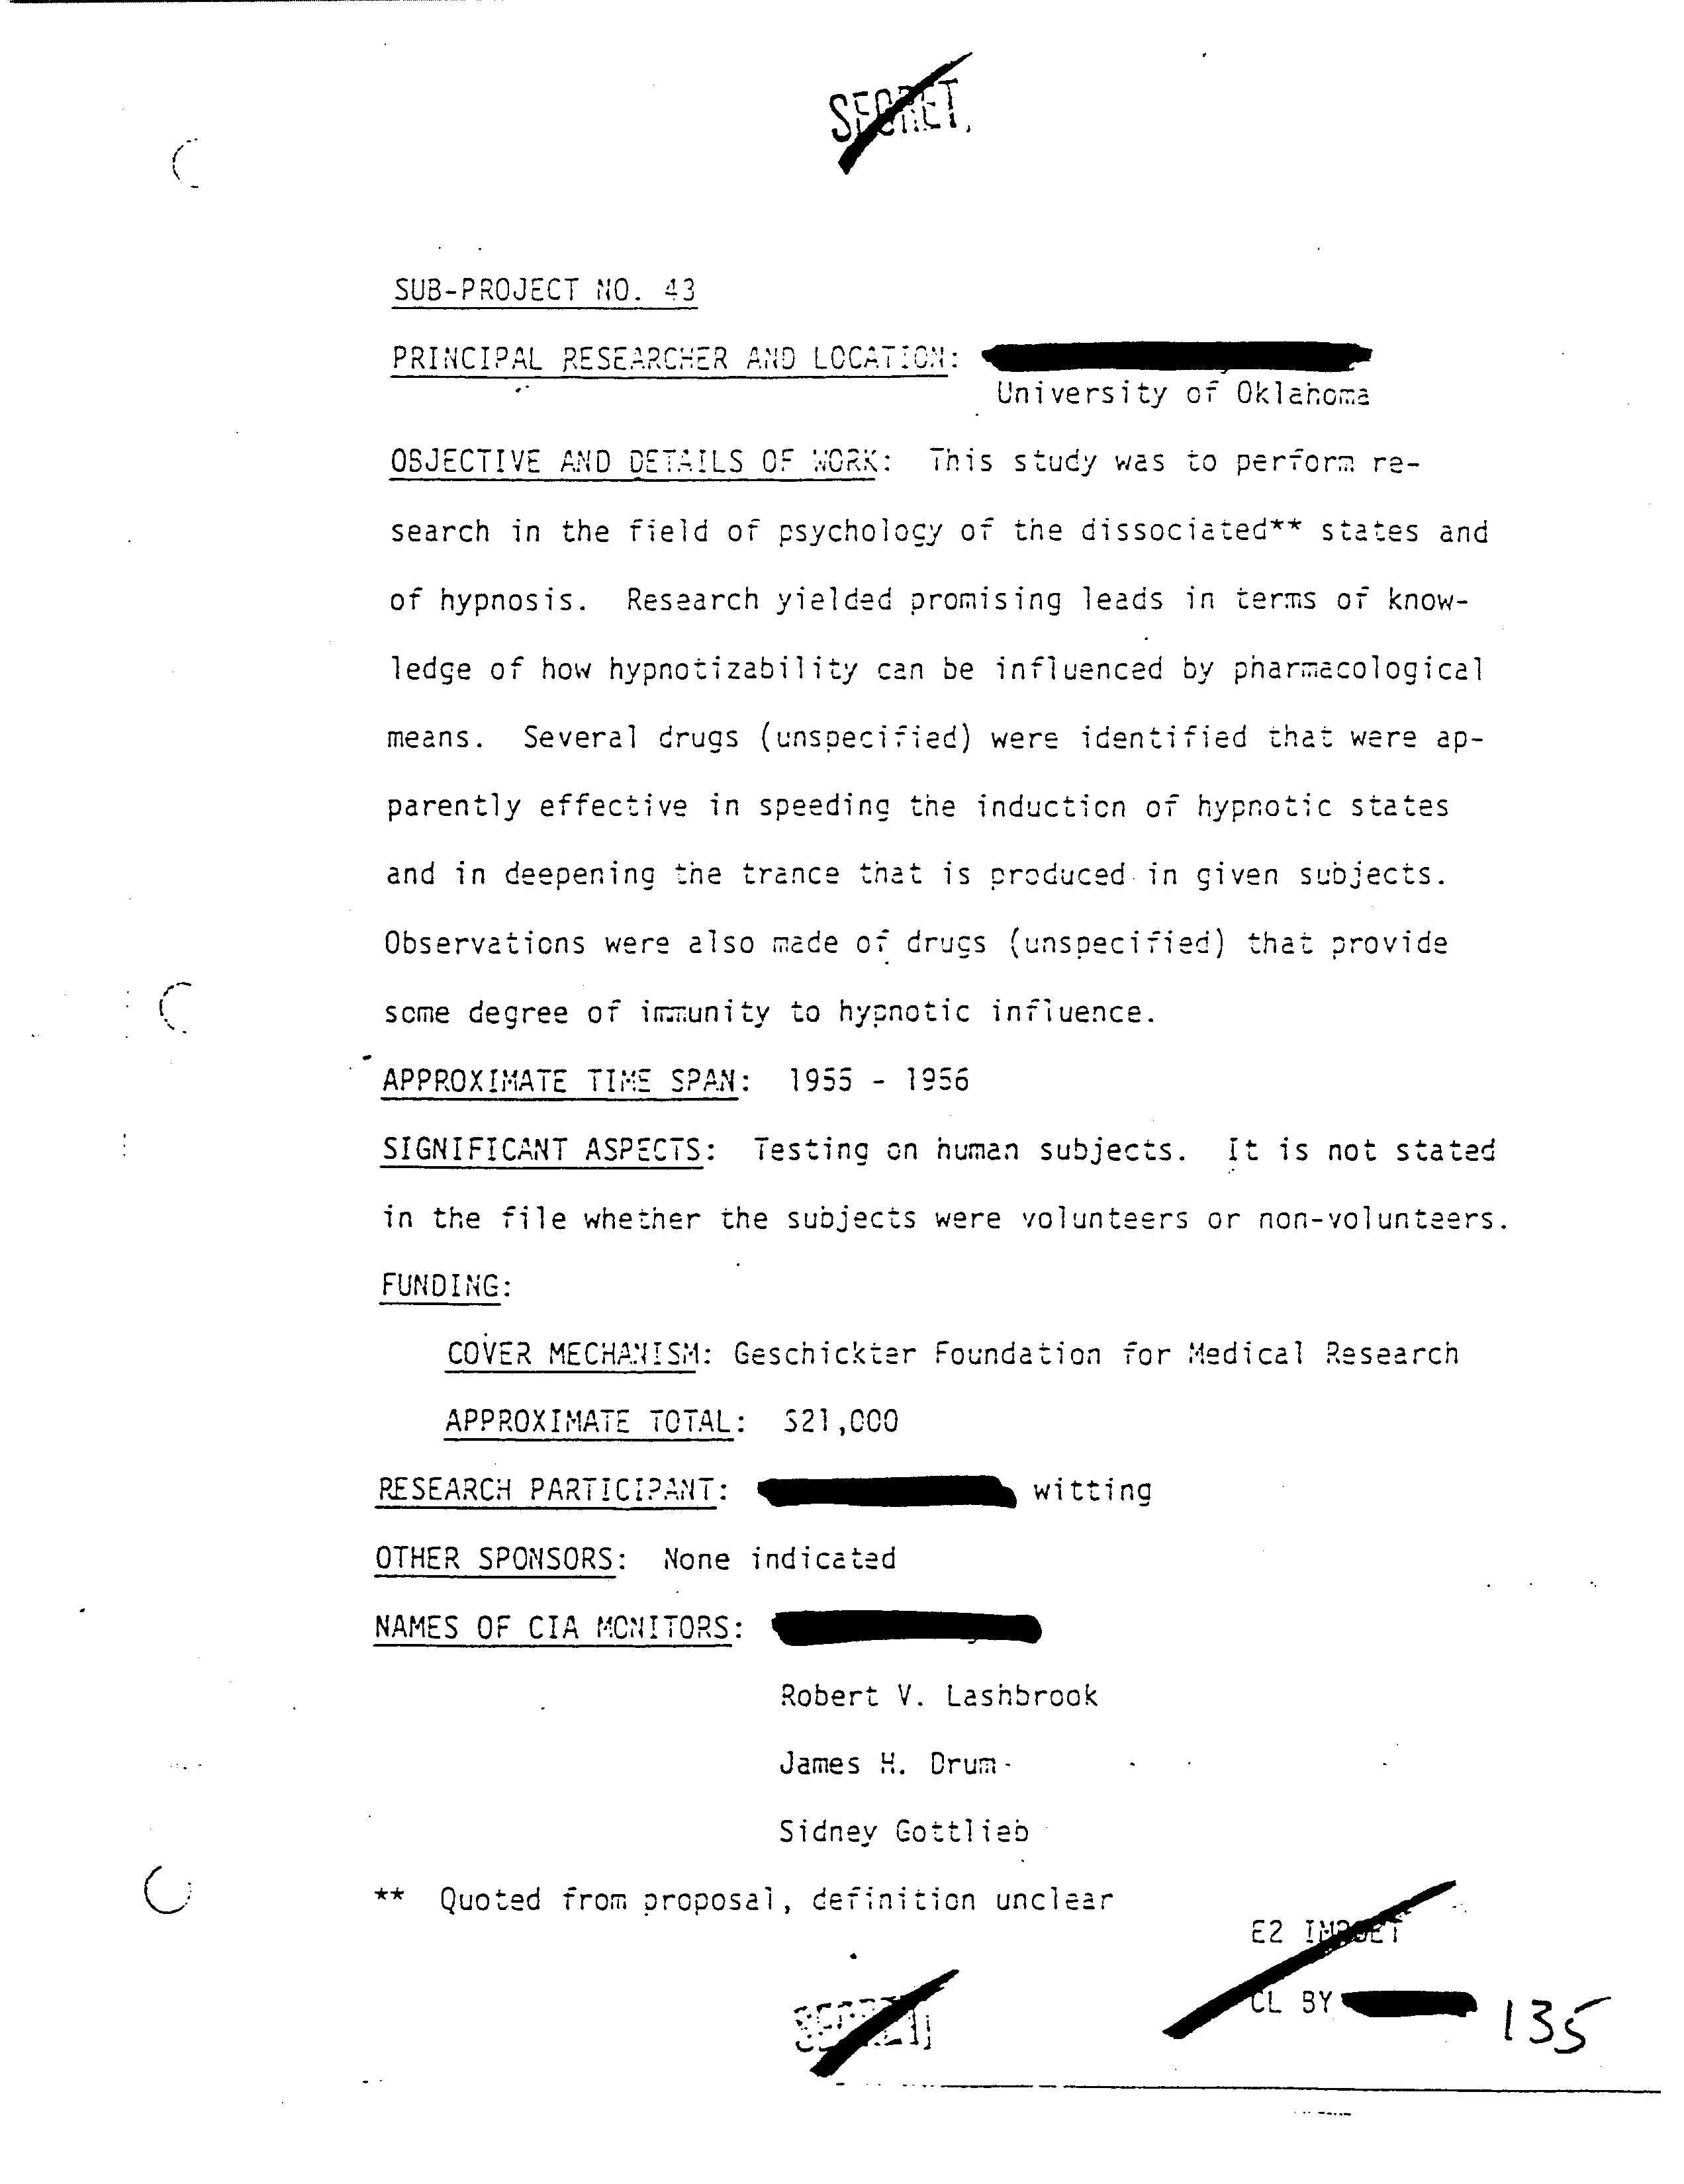 SECRET
SUB-PROJECT NO. 43
PRINCIPAL RESEARCHER AND LOCATION:
University of Oklahoma
OBJECTIVE AND DETAILS OF WORK: This study was to perform re-
search in the field of psychology of the dissociated** states and
of hypnosis. Research yielded promising leads in terms of know-
ledge of how hypnotizability can be influenced by pharmacological
means. Several drugs (unspecified) were identified that were ap-
parently effective in speeding the induction of hypnotic states
and in deepening the trance that is produced in given subjects.
Observations were also made of drugs (unspecified) that provide
some degree of immunity to hypnotic influence.
APPROXIMATE TIME SPAN: 1955 - 1956
SIGNIFICANT ASPECTS: Testing on human subjects. It is not stated
in the file whether the subjects were volunteers or non-volunteers.
FUNDING:
COVER MECHANISM: Geschickter Foundation for Medical Research
APPROXIMATE TOTAL: $21,000
RESEARCH PARTICIPANT: witting
OTHER SPONSORS: None indicated
NAMES OF CIA MONITORS:
Robert V. Lashbrook
James H. Drum
Sidney Gottlieb
** Quoted from proposal, definition unclear
E2 IMPDET
CL BY
135
SECRET